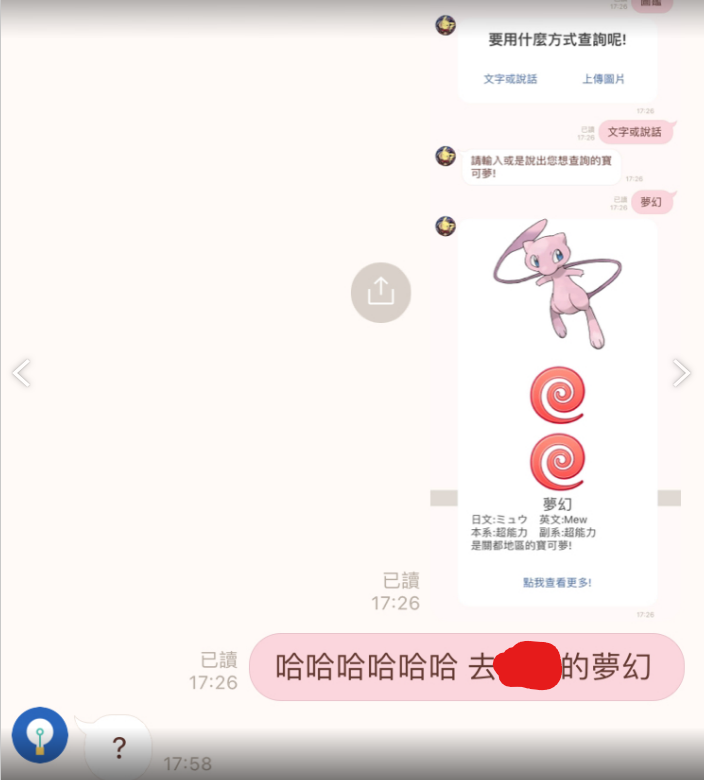 圖鑑
17:26
要用什麼方式查詢呢!
文字或說話 上傳圖片
17:26
已讀
17:26
文字或說話
請輸入或是說出您想查詢的寶
可夢!
17:26
已讀
17:26
夢幻
夢幻
日文:ミュウ 英文:Mew
本系:超能力 副系:超能力
是關都地區的寶可夢!
點我查看更多!
17:26
已讀
17:26
已讀
17:26
哈哈哈哈哈哈 去 的夢幻
?
17:58